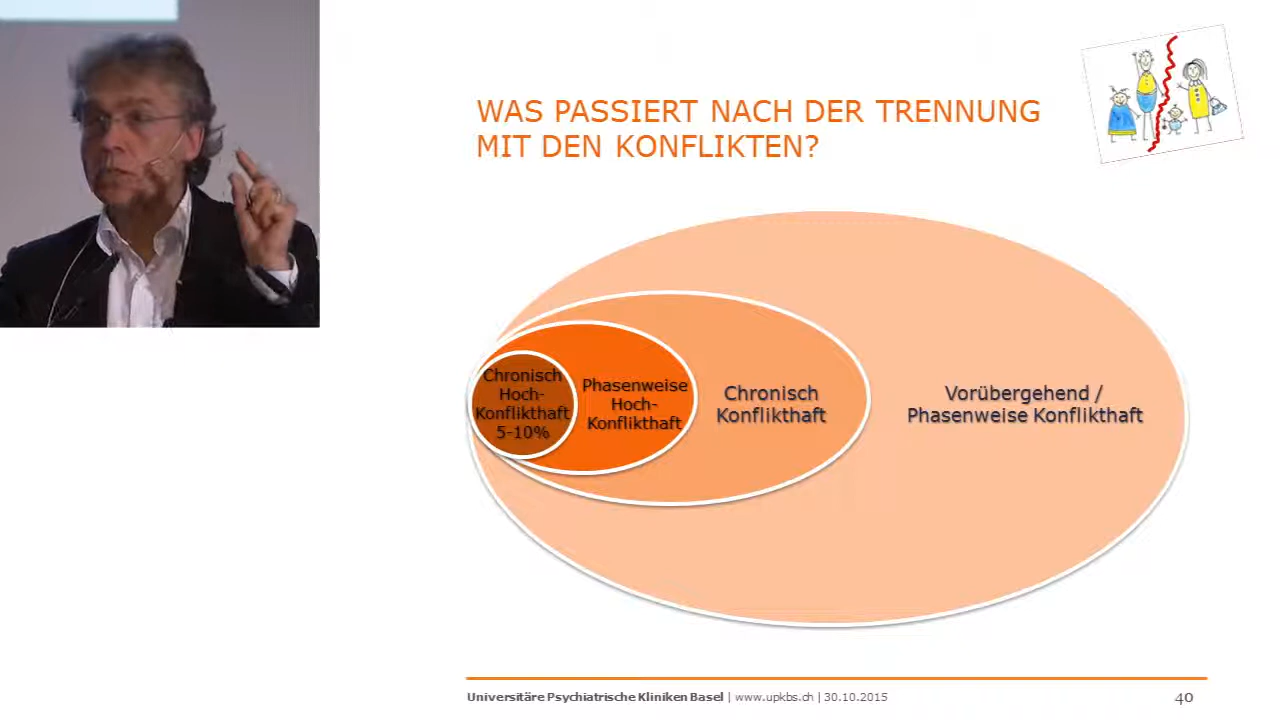 WAS PASSIERT NACH DER TRENNUNG
MIT DEN KONFLIKTEN?
Chronisch
Hoch-
Konflikthaft
5-10%
Phasenweise
Hoch-
Konflikthaft
Chronisch
Konflikthaft
Vorübergehend /
Phasenweise Konflikthaft
Universitäre Psychiatrische Kliniken Basel | www.upkbs.ch | 30.10.2015
40